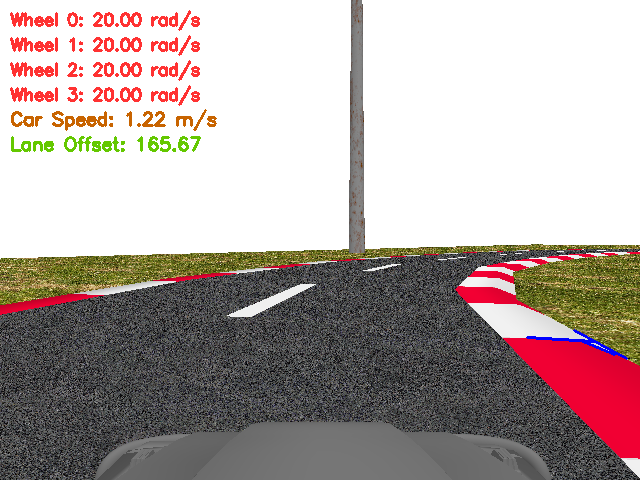 Wheel 0: 20.00 rad/s
Wheel 1: 20.00 rad/s
Wheel 2: 20.00 rad/s
Wheel 3: 20.00 rad/s
Car Speed: 1.22 m/s
Lane Offset: 165.67